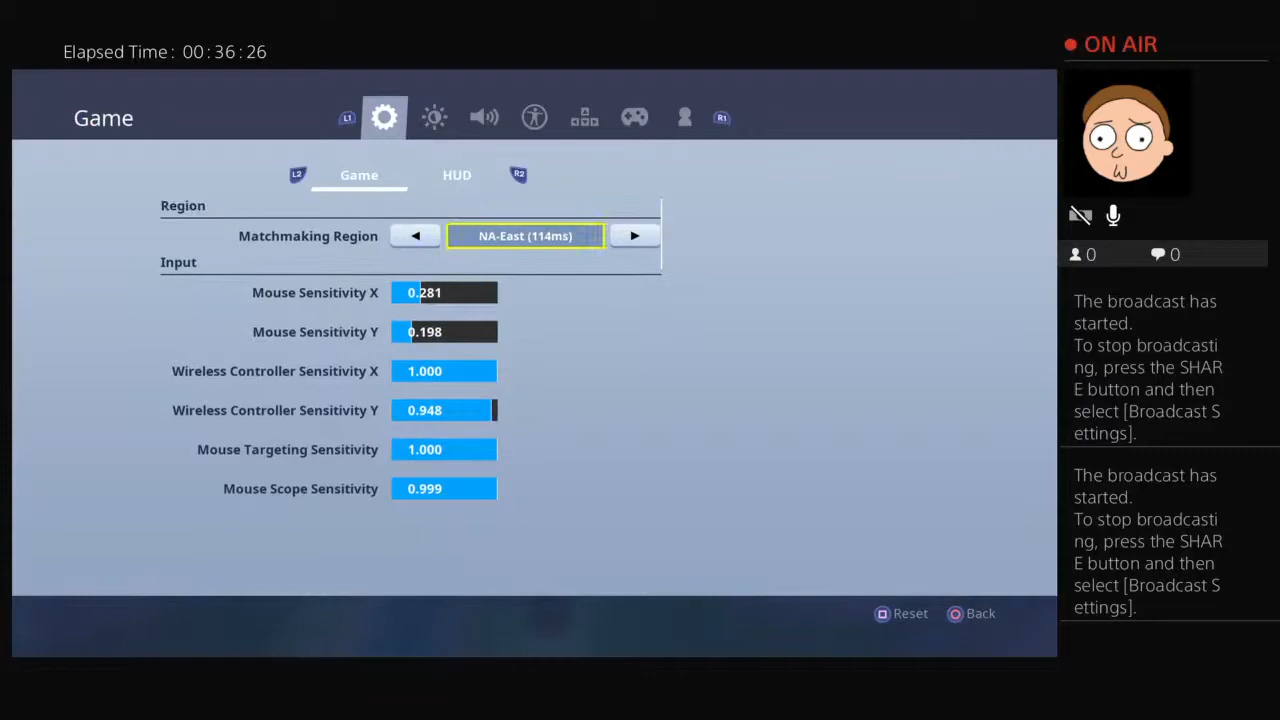 Elapsed Time: 00:36:26
ON AIR
Game
L1
R1
L2
Game
HUD
R2
Region
Matchmaking Region
NA-East (114ms)
Input
Mouse Sensitivity X
0.281
Mouse Sensitivity Y
0.198
Wireless Controller Sensitivity X
1.000
Wireless Controller Sensitivity Y
0.948
Mouse Targeting Sensitivity
1.000
Mouse Scope Sensitivity
0.999
Reset
Back
0
0
The broadcast has
started.
To stop broadcasti
ng, press the SHAR
E button and then
select [Broadcast S
ettings].
The broadcast has
started.
To stop broadcasti
ng, press the SHAR
E button and then
select [Broadcast S
ettings].